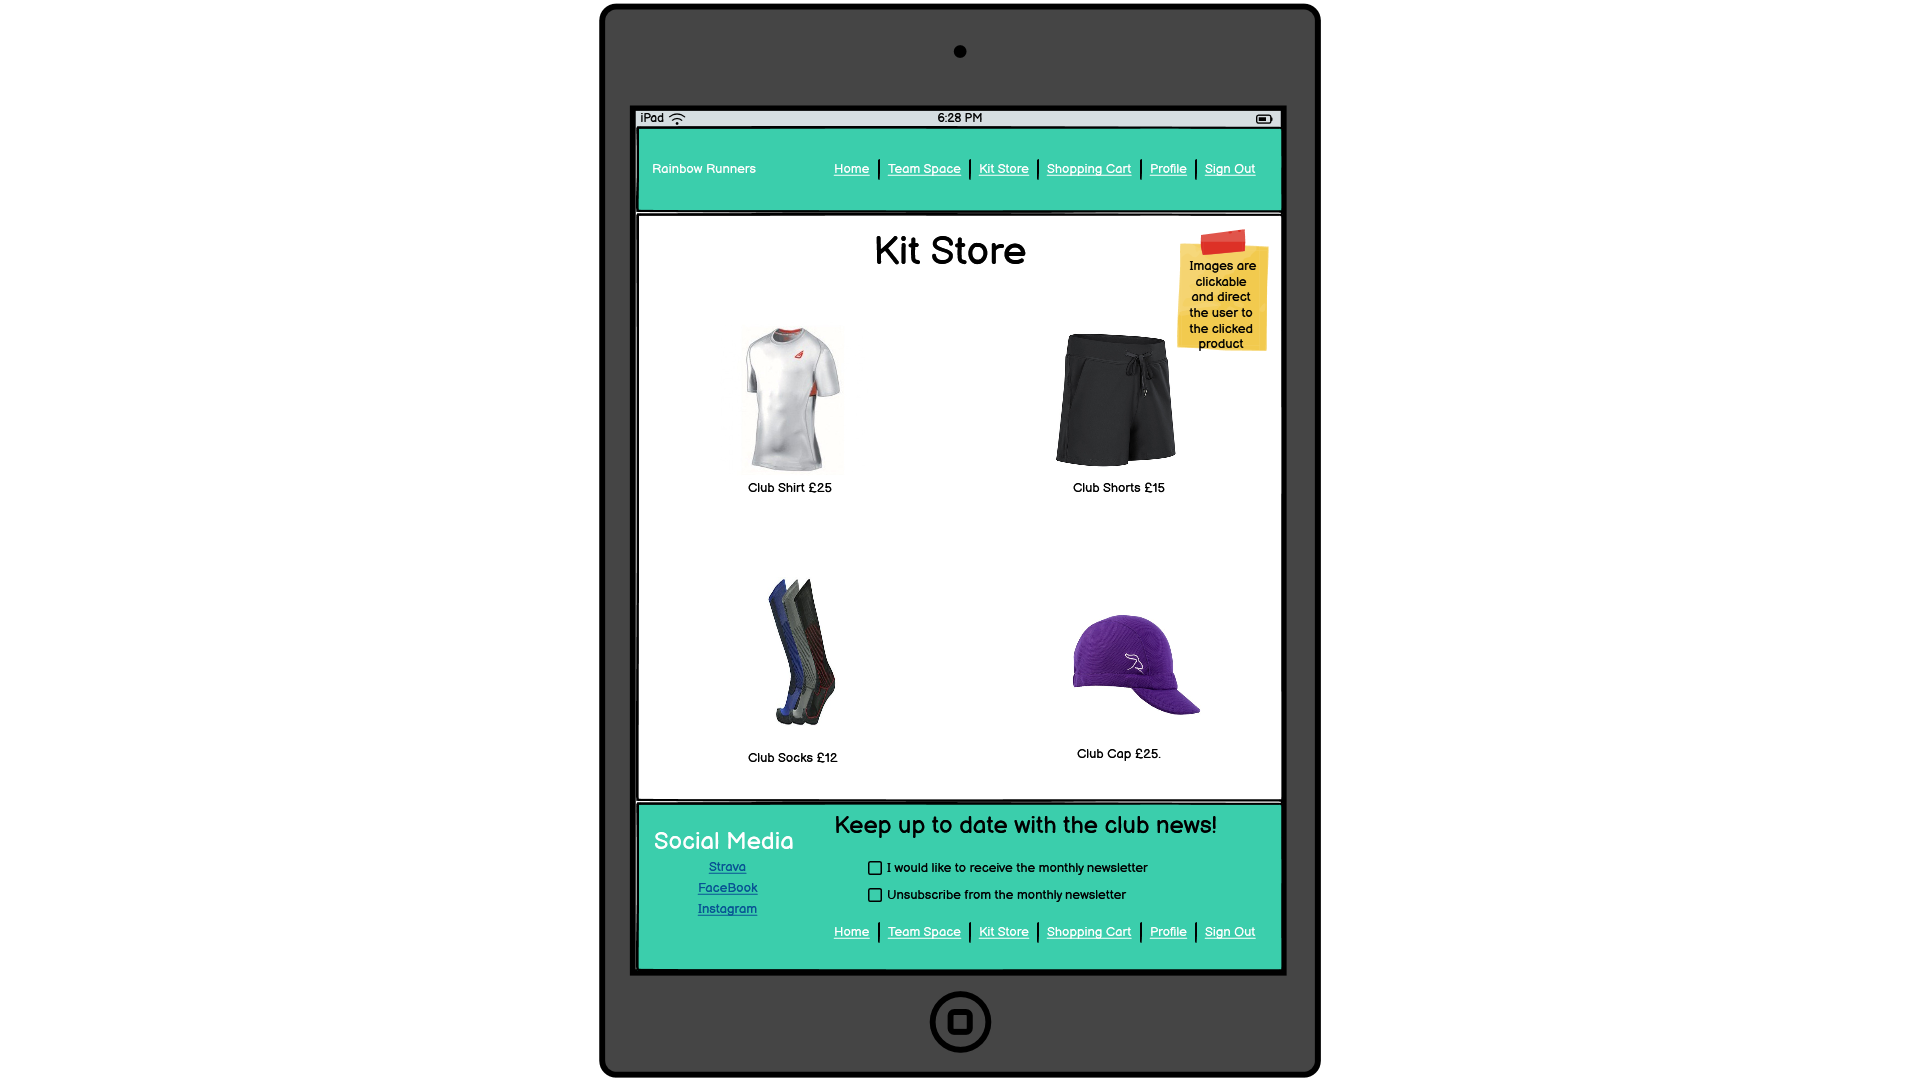 iPad
6:28 PM
Rainbow Runners
Home Team Space Kit Store Shopping Cart Profile Sign Out
Kit Store
Images are
clickable
and direct
the user to
the clicked
product
Club Shirt £25
Club Shorts £15
Club Socks £12
Club Cap £25.
Social Media
Strava
FaceBook
Instagram
Keep up to date with the club news!
I would like to receive the monthly newsletter
Unsubscribe from the monthly newsletter
Home Team Space Kit Store Shopping Cart Profile Sign Out